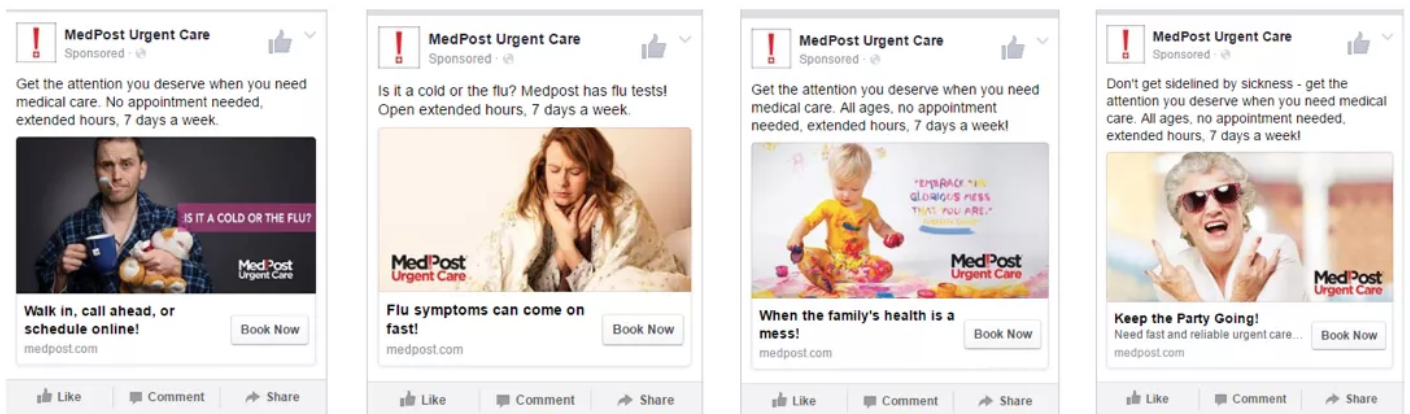 MedPost Urgent Care
Sponsored ·
Get the attention you deserve when you need
medical care. No appointment needed,
extended hours, 7 days a week.
IS IT A COLD OR THE FLU?
MedPost
Urgent Care
Walk in, call ahead, or
schedule online!
Book Now
medpost.com
Like Comment Share
MedPost Urgent Care
Sponsored ·
Is it a cold or the flu? Medpost has flu tests!
Open extended hours, 7 days a week.
MedPost
Urgent Care
Flu symptoms can come on
fast!
Book Now
medpost.com
Like Comment Share
MedPost Urgent Care
Sponsored ·
Get the attention you deserve when you need
medical care. All ages, no appointment
needed, extended hours, 7 days a week!
"EMBRACE THE
GLORIOUS MESS
THAT YOU ARE."
MedPost
Urgent Care
When the family's health is a
mess!
Book Now
medpost.com
Like Comment Share
MedPost Urgent Care
Sponsored ·
Don't get sidelined by sickness - get the
attention you deserve when you need medical
care. All ages, no appointment needed,
extended hours, 7 days a week!
MedPost
Urgent Care
Keep the Party Going!
Need fast and reliable urgent care...
Book Now
medpost.com
Like Comment Share